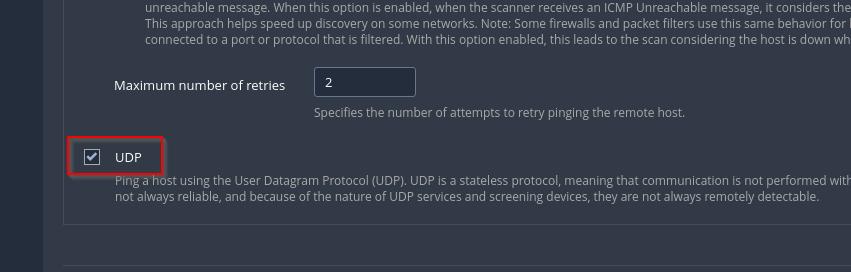 unreachable message. When this option is enabled, when the scanner receives an ICMP Unreachable message, it considers the
This approach helps speed up discovery on some networks. Note: Some firewalls and packet filters use this same behavior for
connected to a port or protocol that is filtered. With this option enabled, this leads to the scan considering the host is down wh
Maximum number of retries
2
Specifies the number of attempts to retry pinging the remote host.
UDP
Ping a host using the User Datagram Protocol (UDP). UDP is a stateless protocol, meaning that communication is not performed with
not always reliable, and because of the nature of UDP services and screening devices, they are not always remotely detectable.